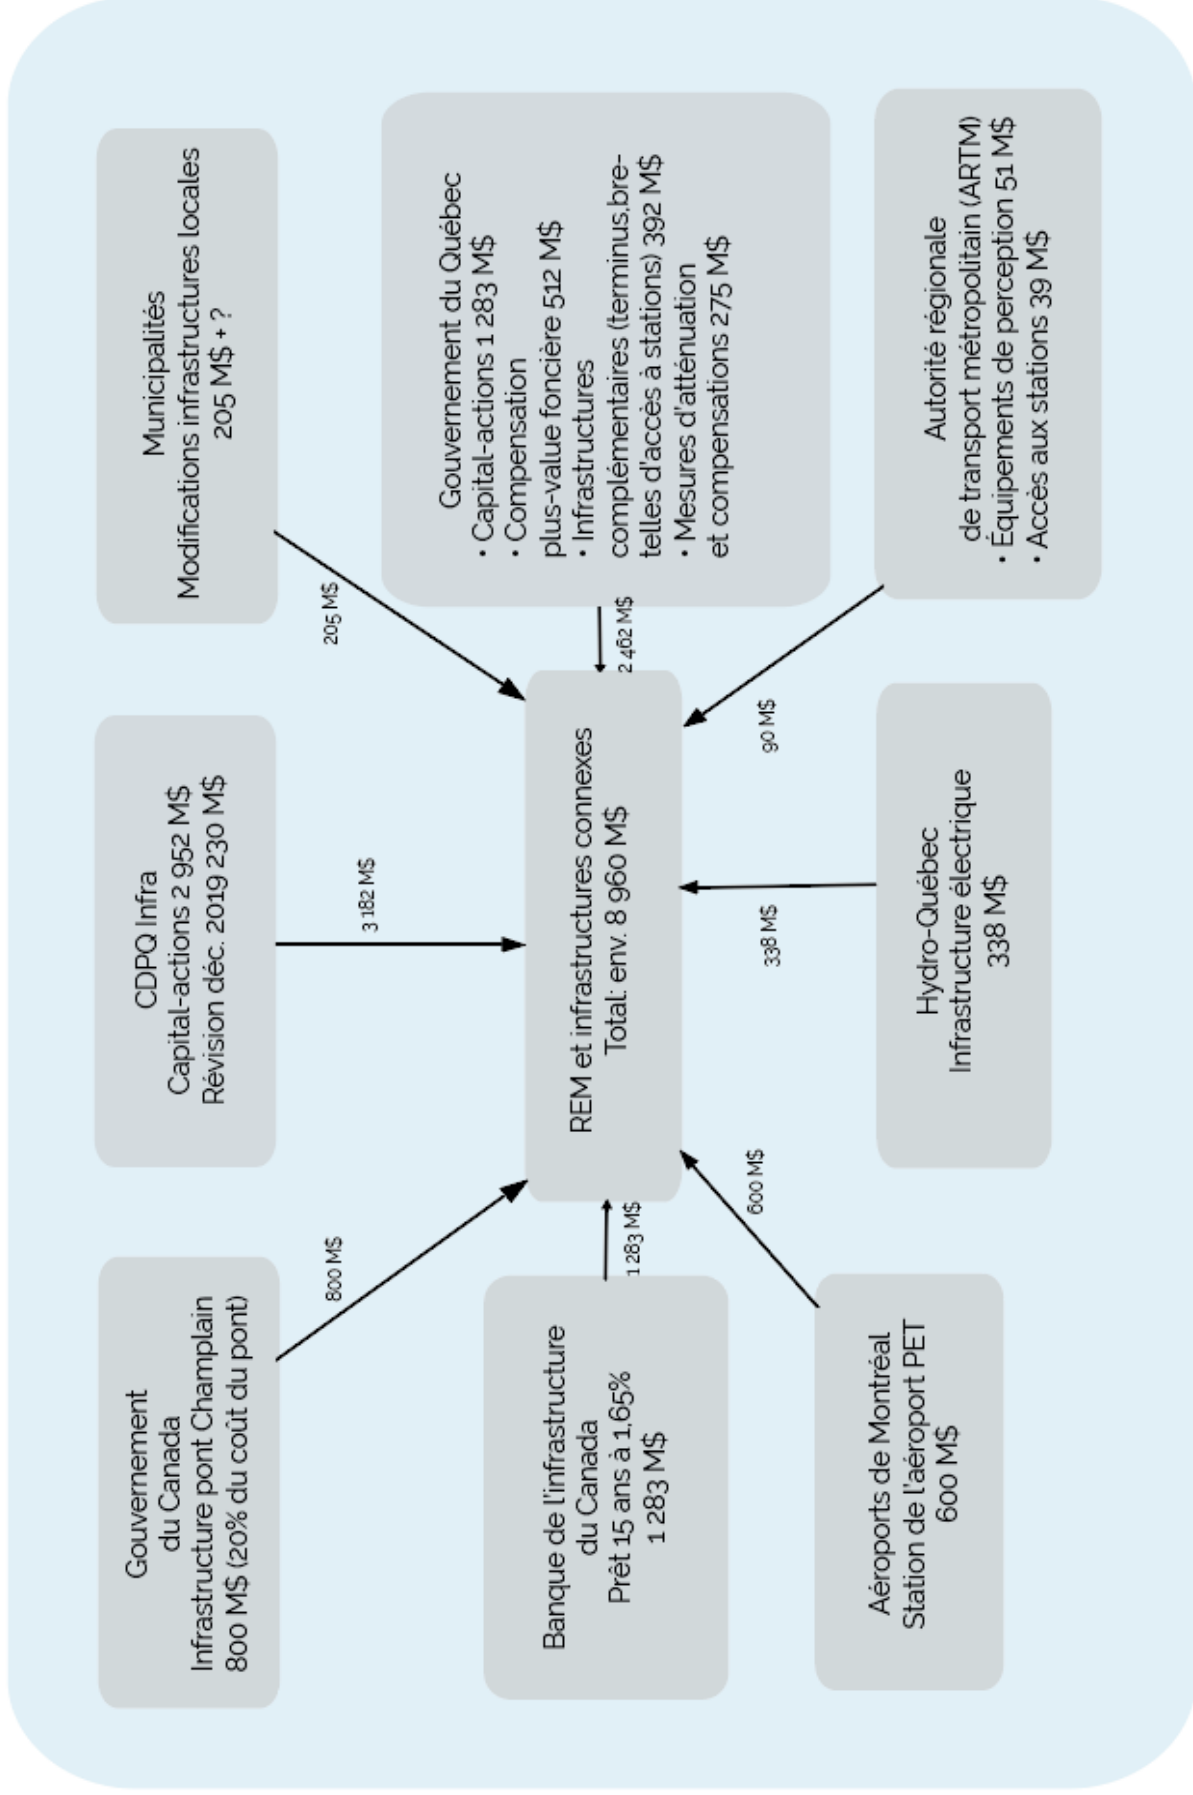 Gouvernement
du Canada
Infrastructure pont Champlain
800 M$ (20% du coût du pont)
CDPQ Infra
Capital-actions 2 952 M$
Révision déc. 2019 230 M$
Municipalités
Modifications infrastructures locales
205 M$ + ?
800 M$
3 182 M$
205 M$
Banque de l'infrastructure
du Canada
Prêt 15 ans à 1,65%
1 283 M$
1 283 M$
REM et infrastructures connexes
Total: env. 8 960 M$
2 462 M$
Gouvernement du Québec
• Capital-actions 1 283 M$
• Compensation
plus-value foncière 512 M$
• Infrastructures
complémentaires (terminus,bre-
telles d'accès à stations) 392 M$
• Mesures d'atténuation
et compensations 275 M$
600 M$
338 M$
90 M$
Aéroports de Montréal
Station de l'aéroport PET
600 M$
Hydro-Québec
Infrastructure électrique
338 M$
Autorité régionale
de transport métropolitain (ARTM)
• Équipements de perception 51 M$
• Accès aux stations 39 M$